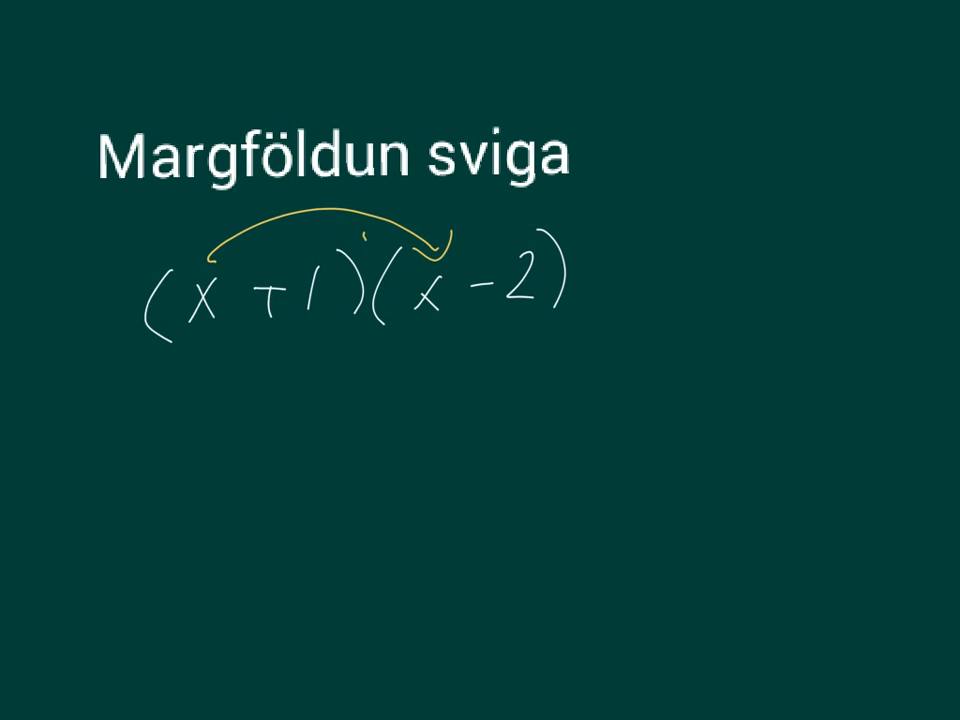 Margföldun sviga
(x + 1)(x - 2)